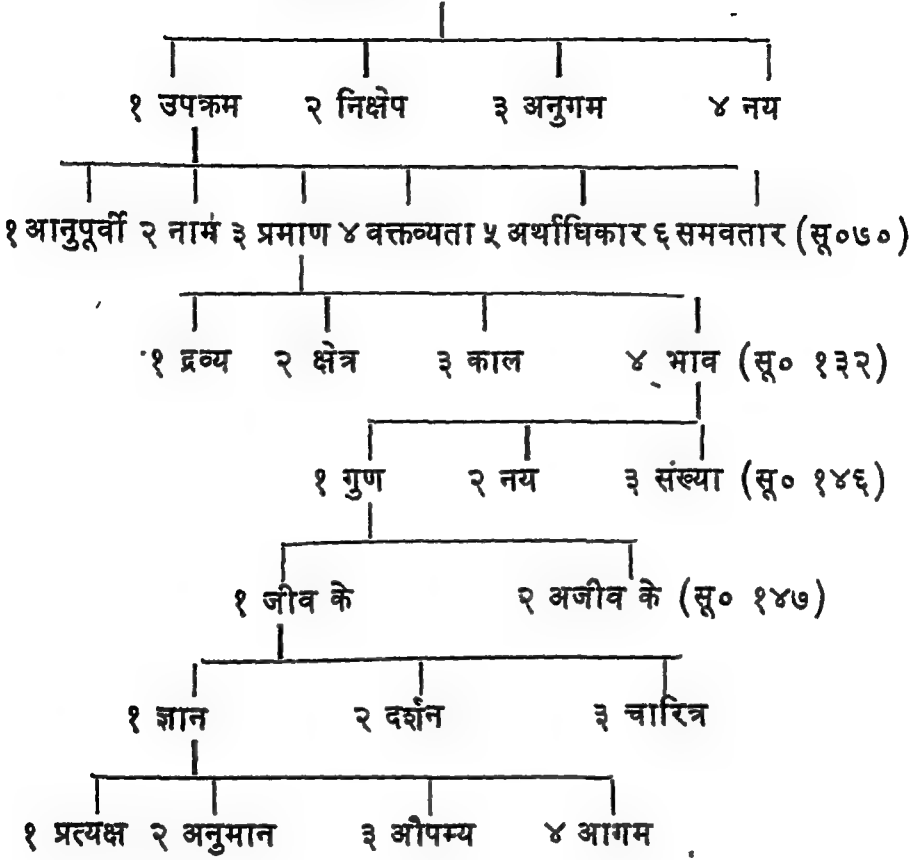 १ उपक्रम २ निक्षेप ३ अनुगम ४ नय
१ आनुपूर्वी २ नाम ३ प्रमाण ४ वक्तव्यता ५ अर्थाधिकार ६ समवतार (सू०७०)
१ द्रव्य २ क्षेत्र ३ काल ४ भाव (सू० १३२)
१ गुण २ नय ३ संख्या (सू० १४६)
१ जीव के २ अजीव के (सू० १४७)
१ ज्ञान २ दर्शन ३ चारित्र
१ प्रत्यक्ष २ अनुमान ३ औपम्य ४ आगम